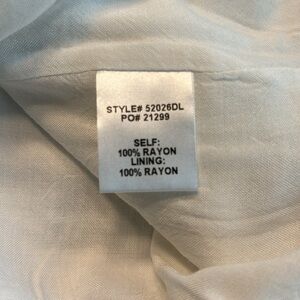 STYLE# 52026DL
PO# 21299
SELF:
100% RAYON
LINING:
100% RAYON